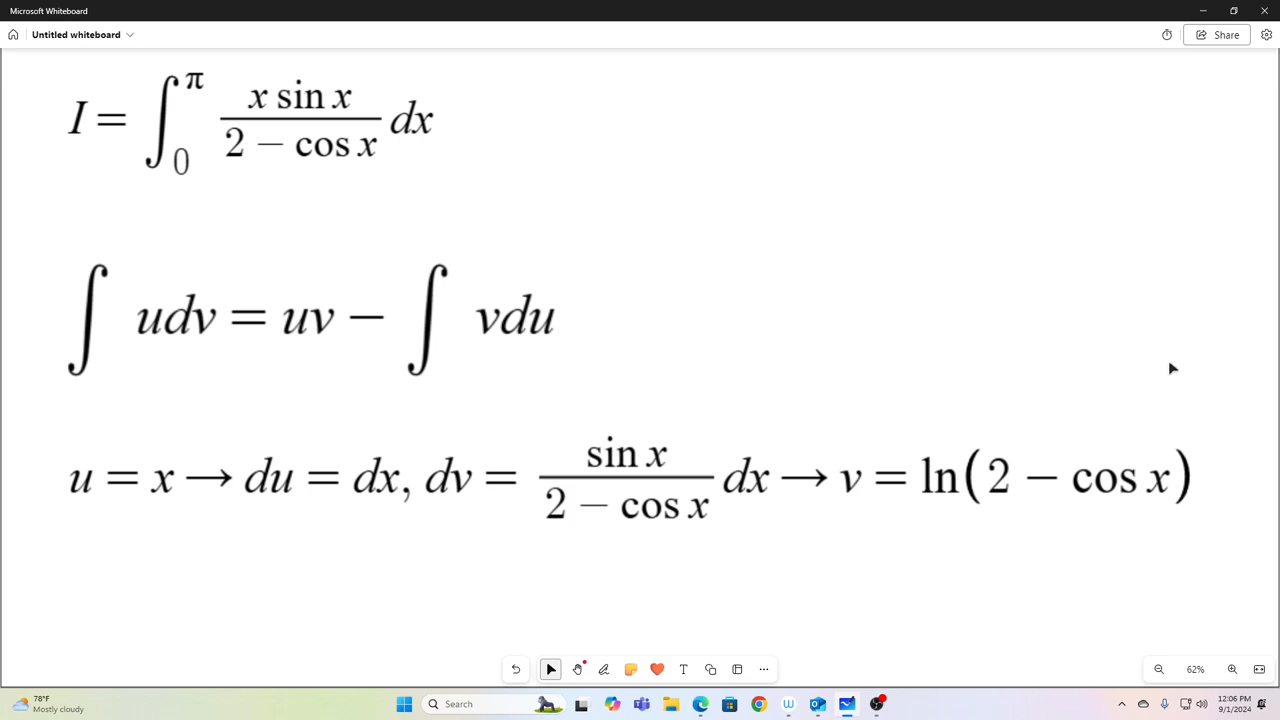 Microsoft Whiteboard
Untitled whiteboard
Share
I = ∫₀^π (x sin x)/(2 − cos x) dx
∫ udv = uv − ∫ vdu
u = x → du = dx, dv = (sin x)/(2 − cos x) dx → v = ln(2 − cos x)
62%
78°F
Mostly cloudy
Search
12:06 PM
9/1/2024